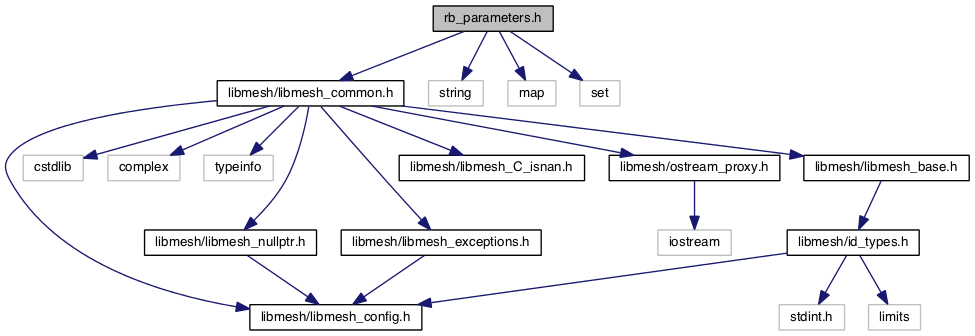 rb_parameters.h
libmesh/libmesh_common.h
string
map
set
cstdlib
complex
typeinfo
libmesh/libmesh_C_isnan.h
libmesh/ostream_proxy.h
libmesh/libmesh_base.h
libmesh/libmesh_nullptr.h
libmesh/libmesh_exceptions.h
iostream
libmesh/id_types.h
libmesh/libmesh_config.h
stdint.h
limits